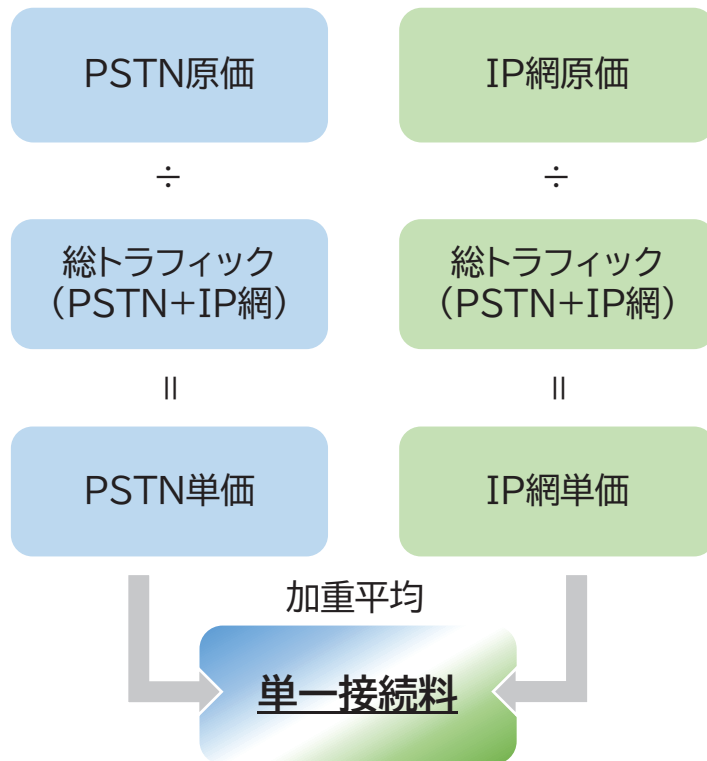 PSTN原価
÷
総トラフィック
（PSTN＋IP網）
＝
PSTN単価
IP網原価
÷
総トラフィック
（PSTN＋IP網）
＝
IP網単価
加重平均
単一接続料